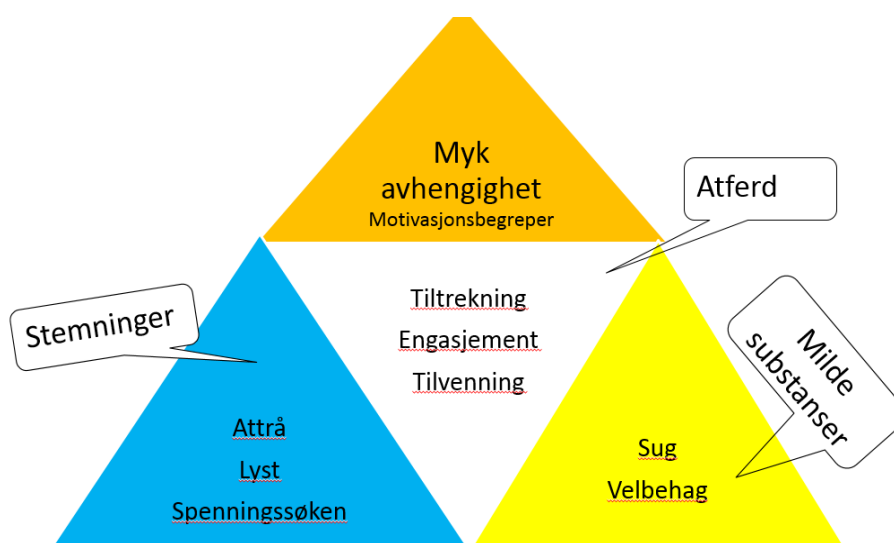 Myk
avhengighet
Motivasjonsbegreper
Atferd
Tiltrekning
Engasjement
Tilvenning
Stemninger
Milde
substanser
Attrå
Lyst
Spenningssøken
Sug
Velbehag